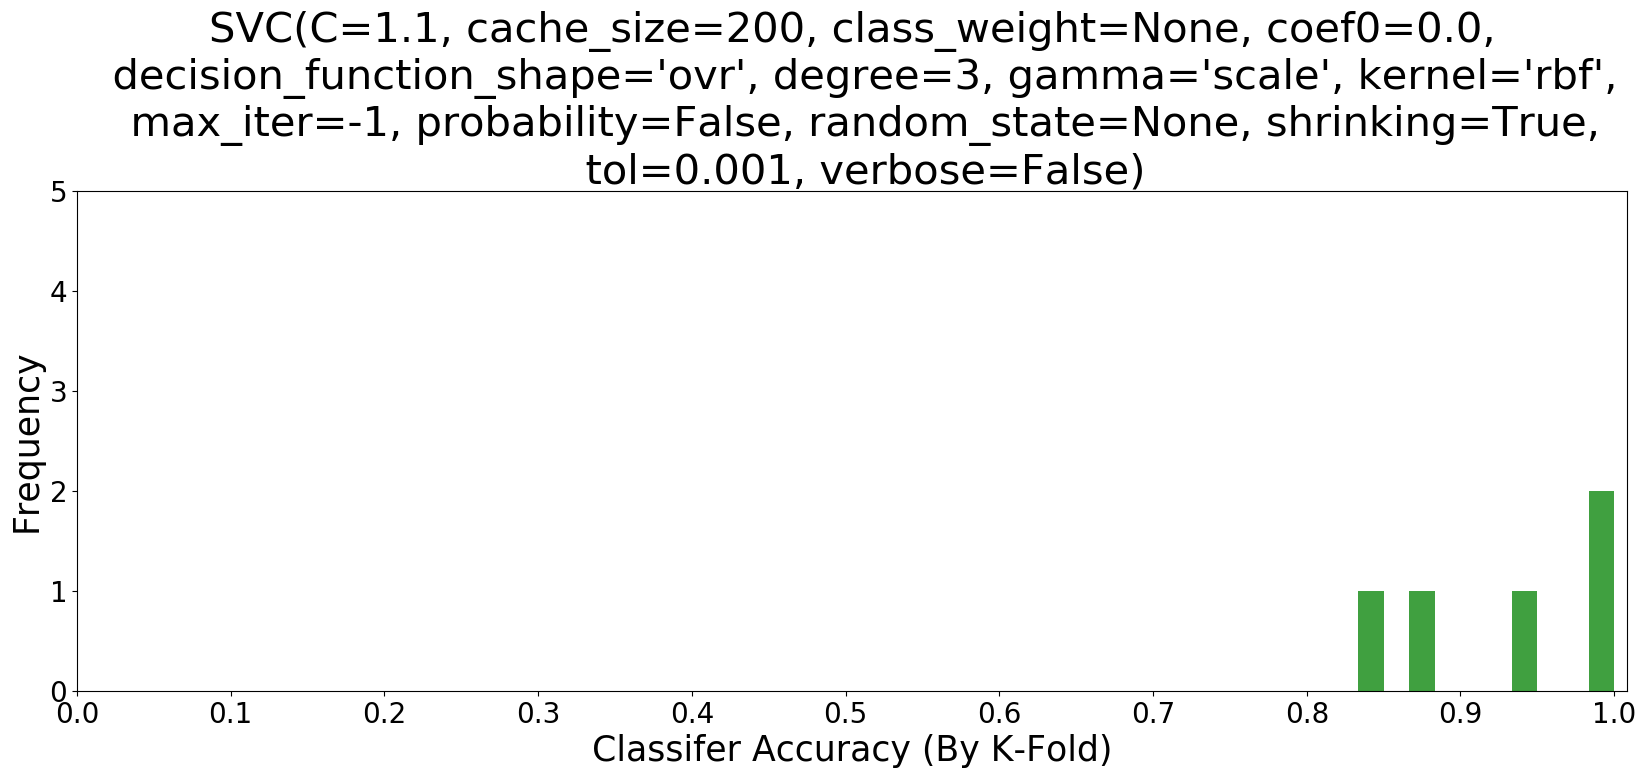 SVC(C=1.1, cache_size=200, class_weight=None, coef0=0.0,
decision_function_shape='ovr', degree=3, gamma='scale', kernel='rbf',
max_iter=-1, probability=False, random_state=None, shrinking=True,
tol=0.001, verbose=False)
5
4
3
2
1
0
Frequency
0.0 0.1 0.2 0.3 0.4 0.5 0.6 0.7 0.8 0.9 1.0
Classifer Accuracy (By K-Fold)